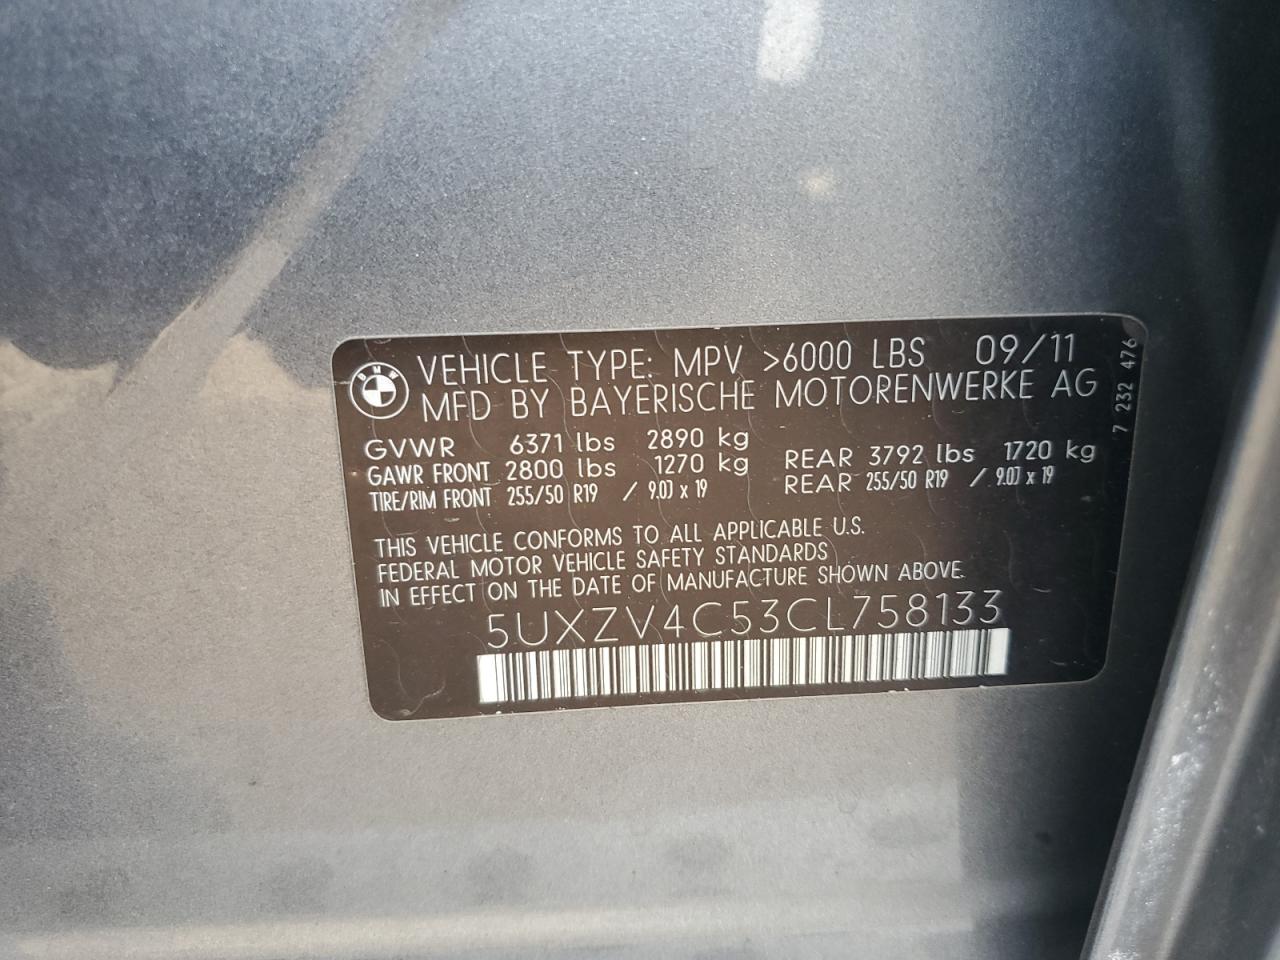 BMW
VEHICLE TYPE: MPV >6000 LBS 09/11
MFD BY BAYERISCHE MOTORENWERKE AG
7 232 476
GVWR 6371 lbs 2890 kg
GAWR FRONT 2800 lbs 1270 kg REAR 3792 lbs 1720 kg
TIRE/RIM FRONT 255/50 R19 / 9.0J x 19 REAR 255/50 R19 / 9.0J x 19
THIS VEHICLE CONFORMS TO ALL APPLICABLE U.S.
FEDERAL MOTOR VEHICLE SAFETY STANDARDS
IN EFFECT ON THE DATE OF MANUFACTURE SHOWN ABOVE.
5UXZV4C53CL758133